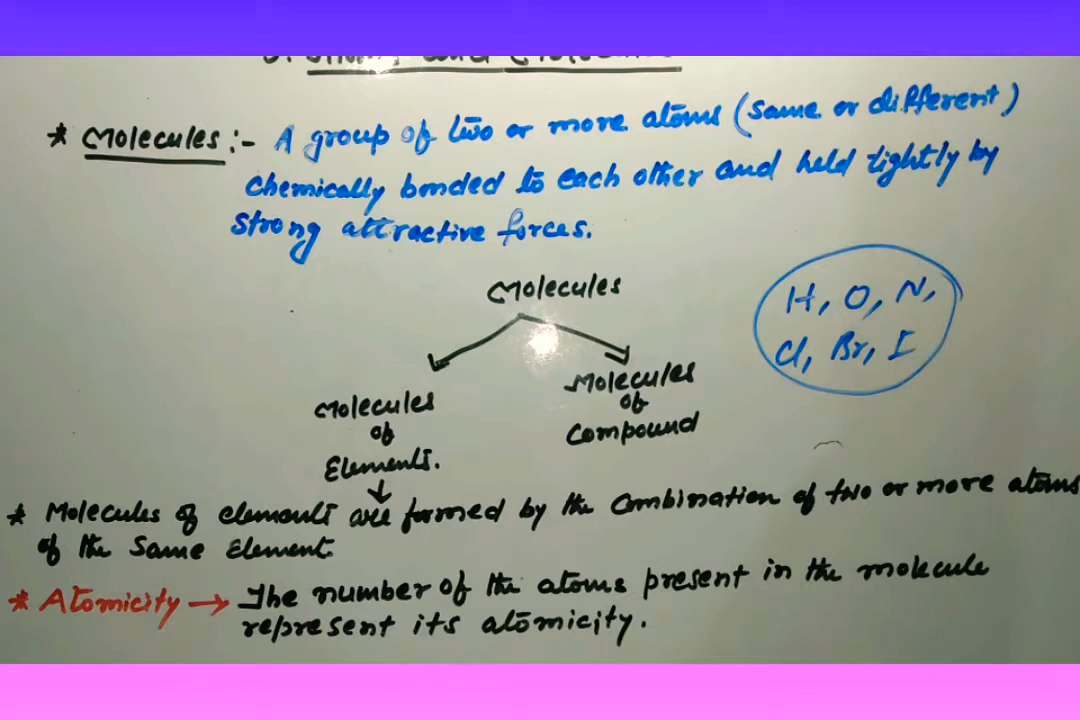 and
* Molecules :- A group of two or more atoms (same or different)
chemically bonded to each other and held tightly by
strong attractive forces.
Molecules
H, O, N,
Cl, Br, I
Molecules
of
Elements.
Molecules
of
Compound
* Molecules of elements are formed by the combination of two or more atoms
of the same Element.
* Atomicity → The number of the atoms present in the molecule
represent its atomicity.